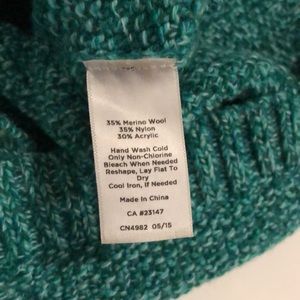 35% Merino Wool
35% Nylon
30% Acrylic
Hand Wash Cold
Only Non-Chlorine
Bleach When Needed
Reshape, Lay Flat To
Dry
Cool Iron, If Needed
Made In China
CA #23147
CN4982 05/15